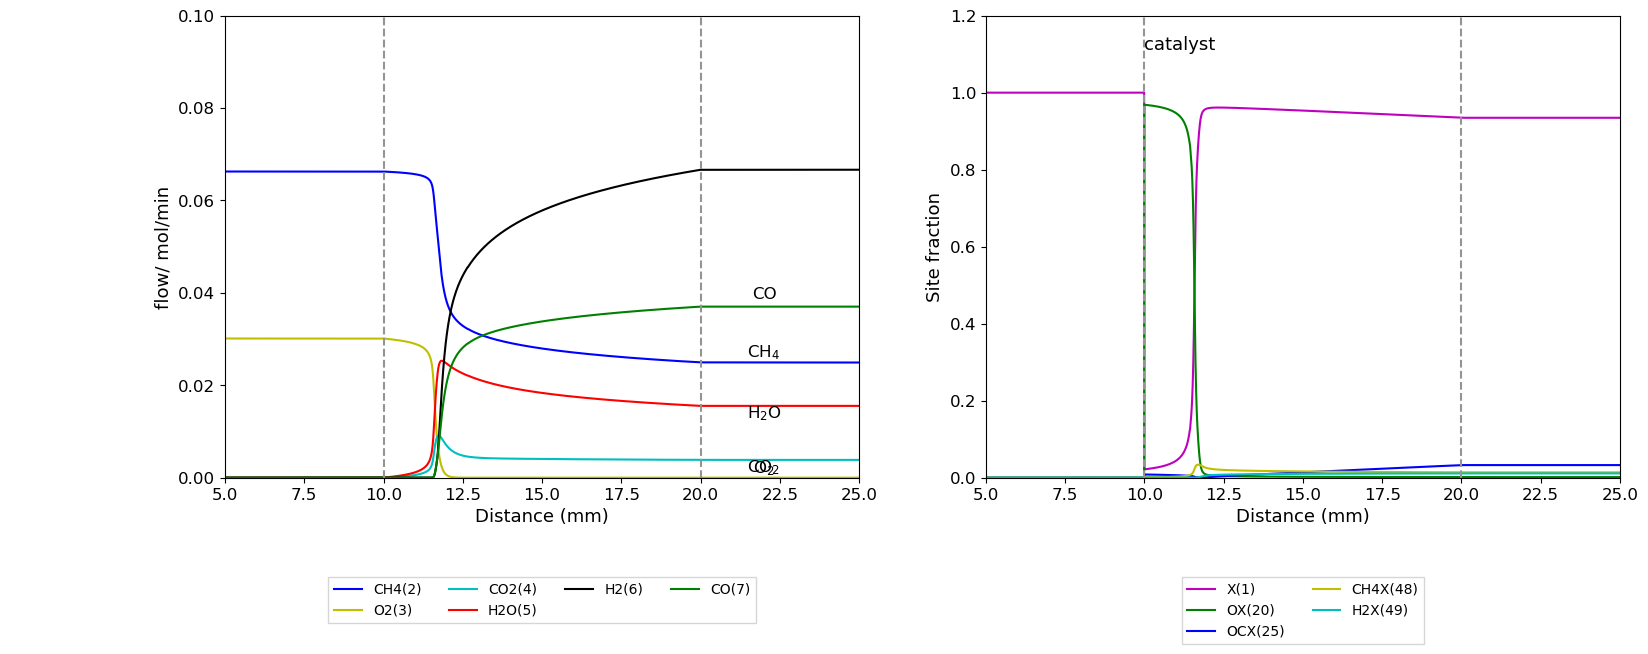 0.10
0.08
0.06
0.04
0.02
0.00
flow/ mol/min
CO
CH4
H2O
CO2
O2
5.0 7.5 10.0 12.5 15.0 17.5 20.0 22.5 25.0
Distance (mm)
CH4(2) CO2(4) H2(6) CO(7)
O2(3) H2O(5)
1.2
1.0
0.8
0.6
0.4
0.2
0.0
Site fraction
catalyst
5.0 7.5 10.0 12.5 15.0 17.5 20.0 22.5 25.0
Distance (mm)
X(1) CH4X(48)
OX(20) H2X(49)
OCX(25)